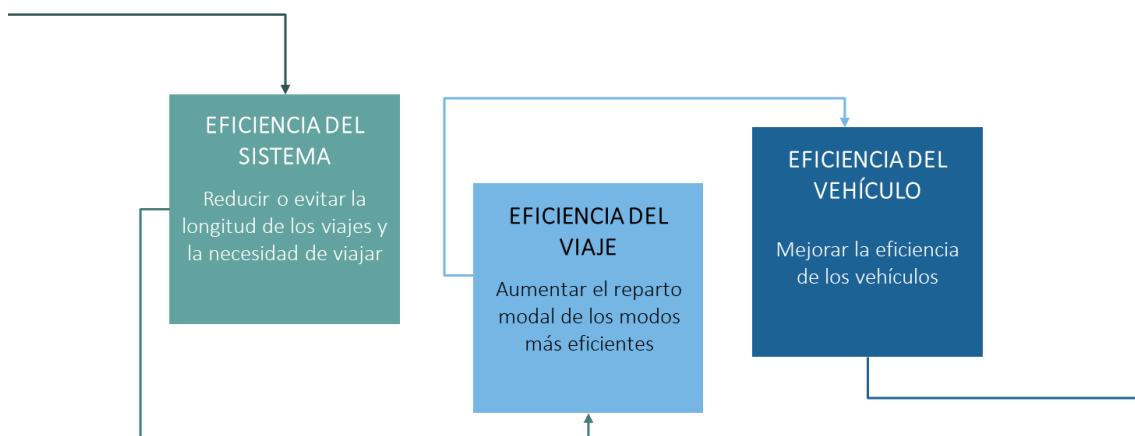 EFICIENCIA DEL
SISTEMA
Reducir o evitar la
longitud de los viajes y
la necesidad de viajar
EFICIENCIA DEL
VIAJE
Aumentar el reparto
modal de los modos
más eficientes
EFICIENCIA DEL
VEHÍCULO
Mejorar la eficiencia
de los vehículos